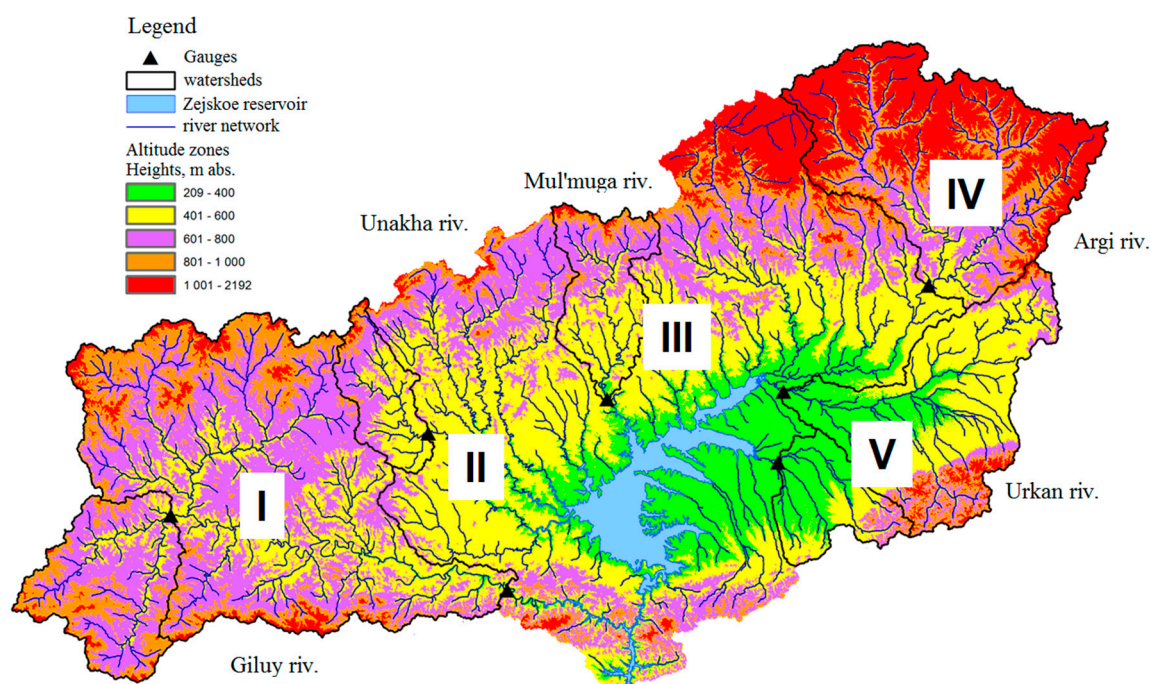 Legend
Gauges
watersheds
Zejskoe reservoir
river network
Altitude zones
Heights, m abs.
209 - 400
401 - 600
601 - 800
801 - 1 000
1 001 - 2192
Mul'muga riv.
Unakha riv.
IV
Argi riv.
III
II
V
I
Urkan riv.
Giluy riv.